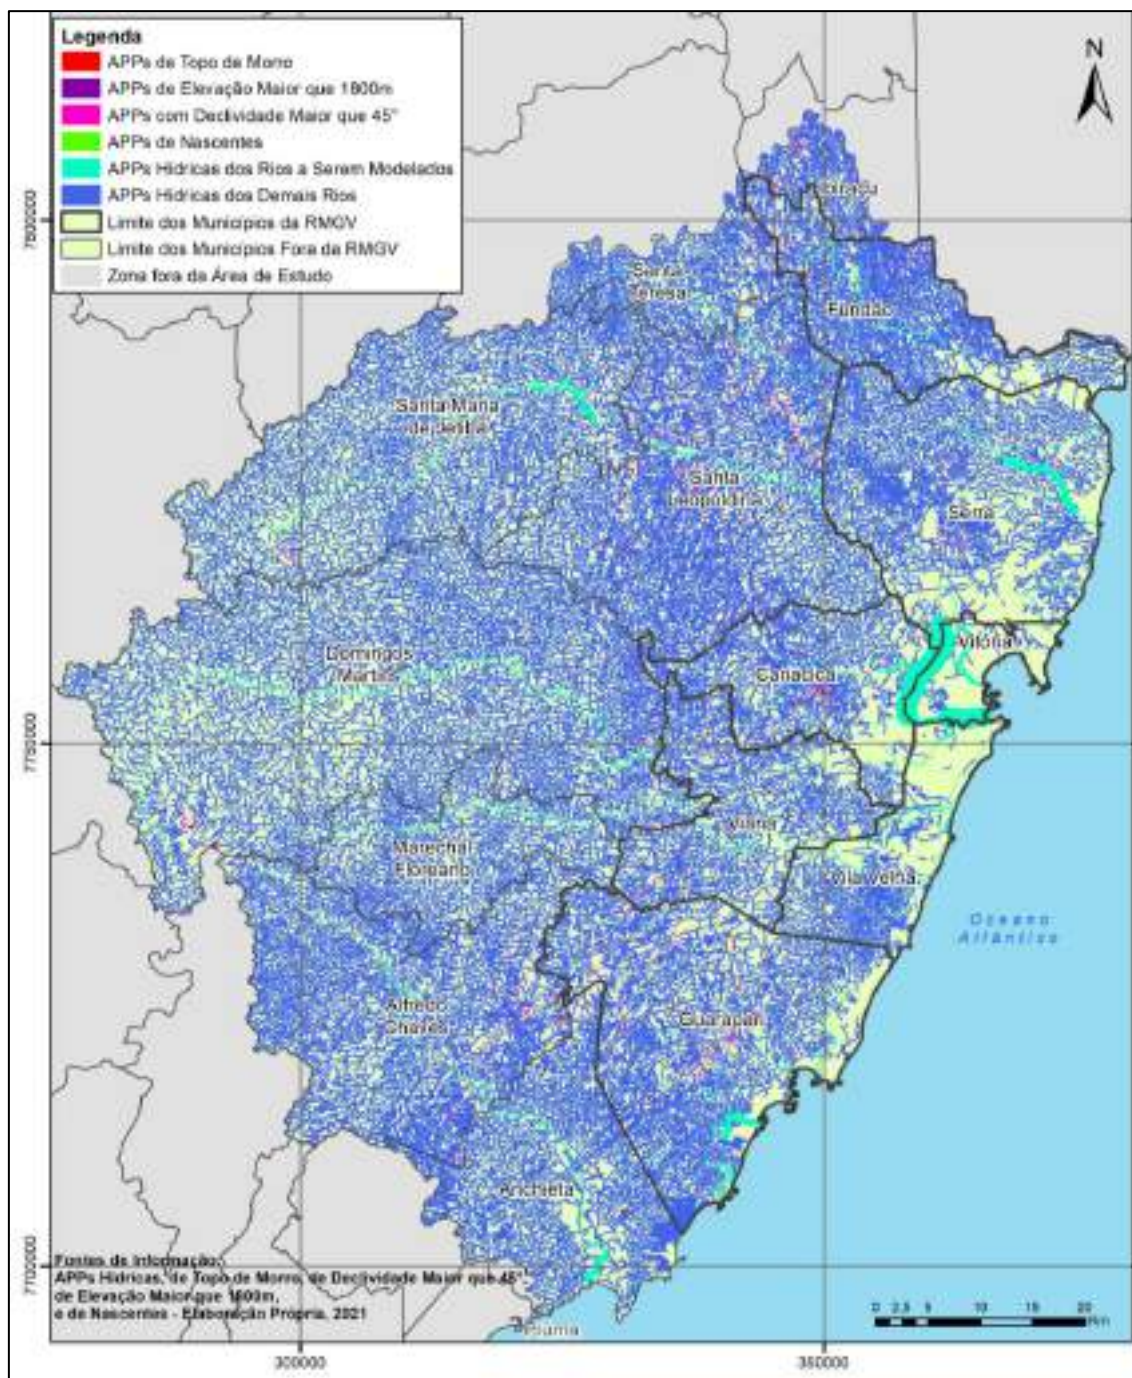 Legenda
APPs de Topo de Morro
APPs de Elevação Maior que 1800m
APPs com Declividade Maior que 45°
APPs de Nascentes
APPs Hídricas dos Rios a Serem Modelados
APPs Hídricas dos Demais Rios
Limite dos Municípios da RMGV
Limite dos Municípios Fora da RMGV
Zona fora da Área de Estudo
N
Ibiraçu
7800000
Santa
Teresa
Fundão
Santa Maria
de Jetibá
Santa
Leopoldina
Serra
Vitória
Domingos
Martins
Cariacica
7750000
Viana
Marechal
Floriano
Vila Velha
Oceano
Atlântico
Alfredo
Chaves
Guarapari
Anchieta
7700000
Fontes de Informação:
APPs Hídricas, de Topo de Morro, de Declividade Maior que 45°,
de Elevação Maior que 1800m,
e de Nascentes - Elaboração Própria, 2021
0 2,5 5 10 15 20
Km
Piúma
300000
350000